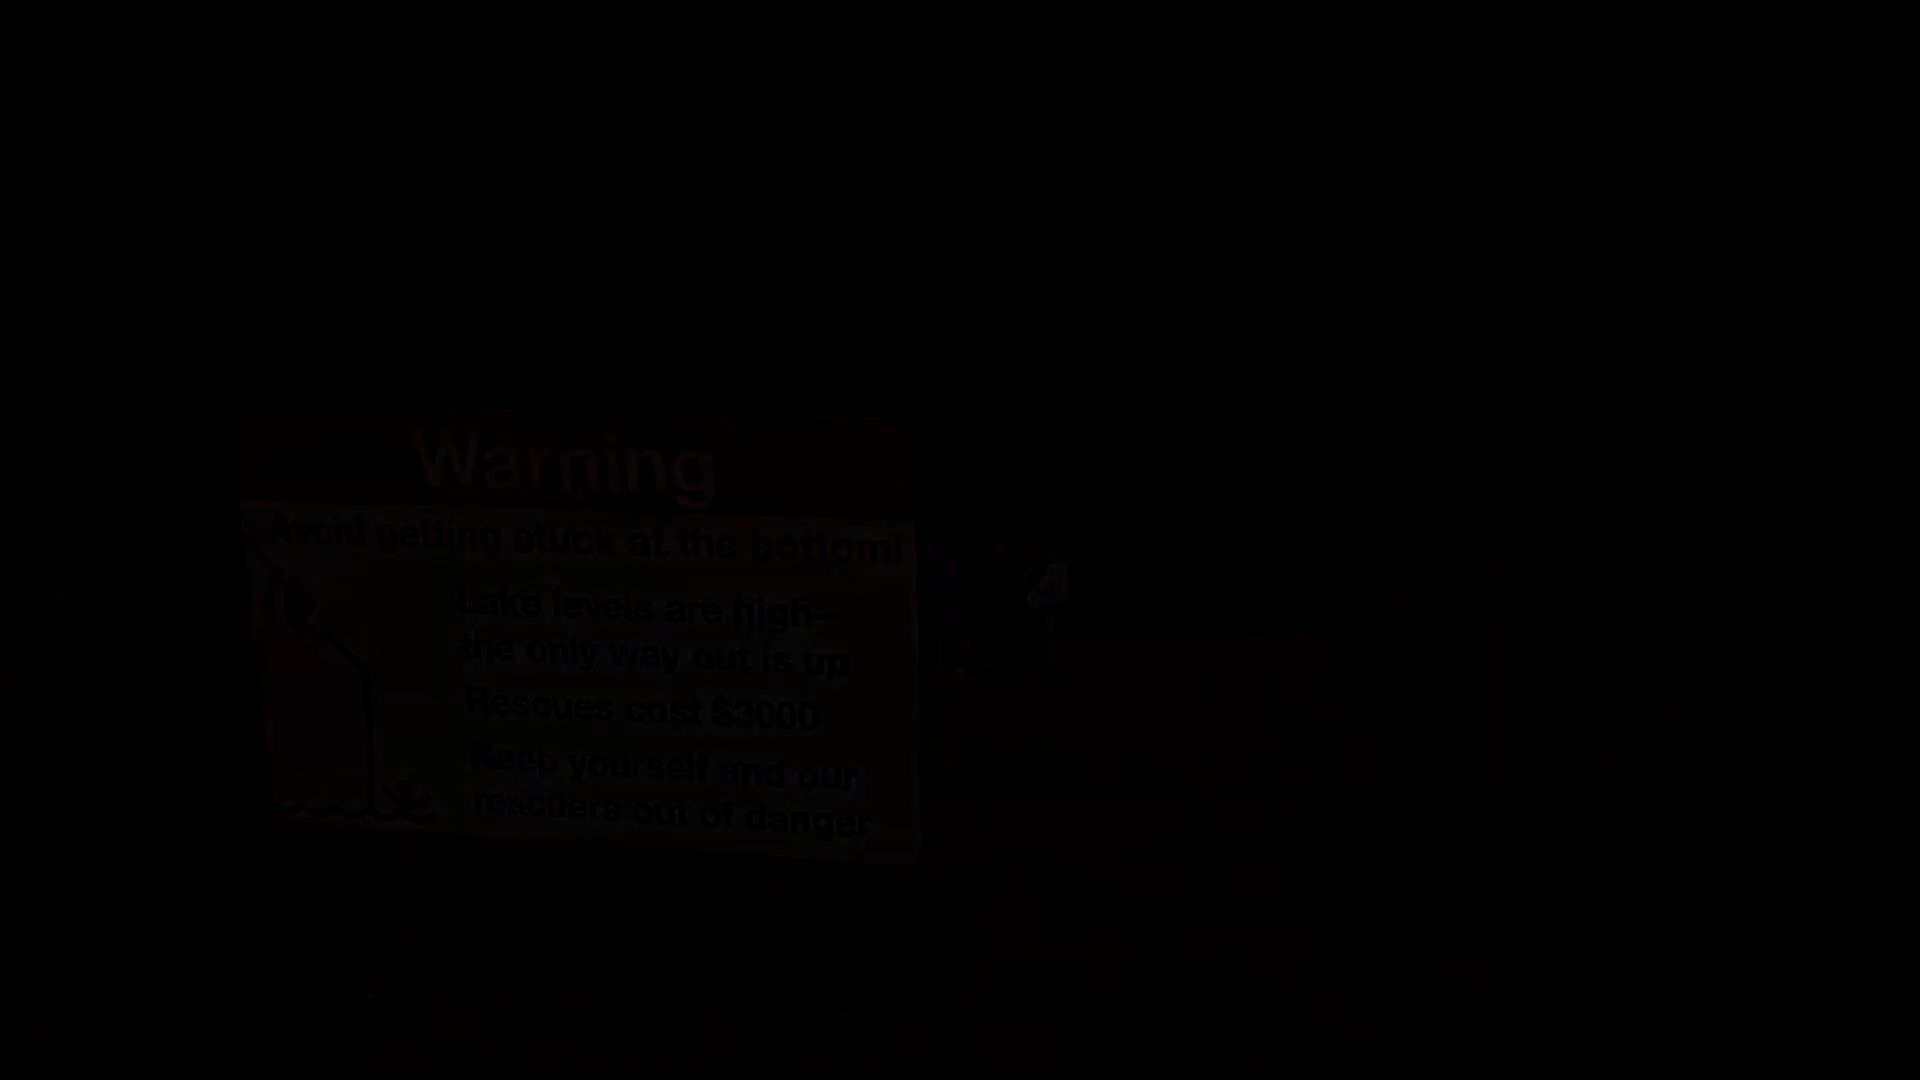 Warning
Avoid getting stuck at the bottom!
Lake levels are high–
the only way out is up
Rescues cost $3000
Keep yourself and our
rescuers out of danger